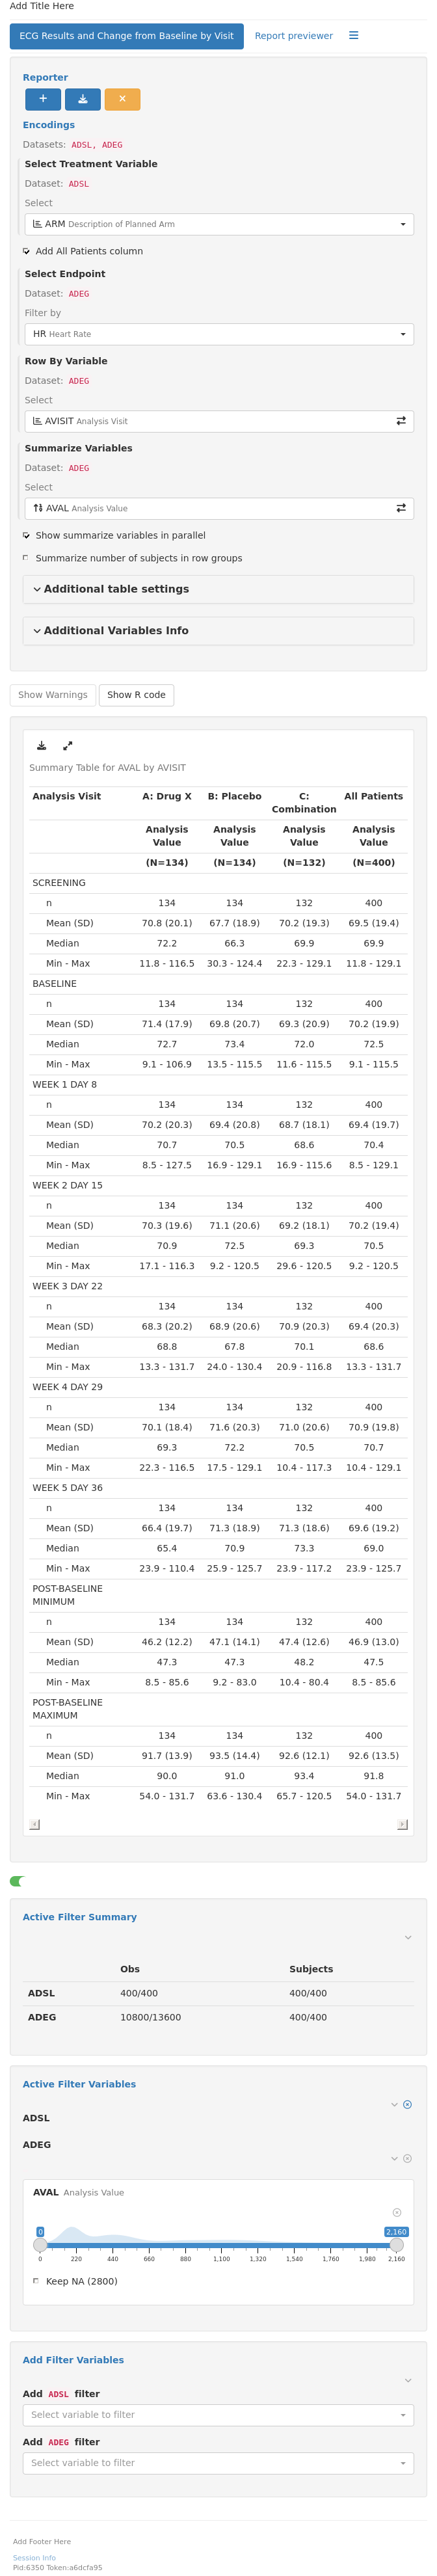 Add Title Here
ECG Results and Change from Baseline by Visit Report previewer
Reporter
Encodings
Datasets: ADSL, ADEG
Select Treatment Variable
Dataset: ADSL
Select
ARM Description of Planned Arm
Add All Patients column
Select Endpoint
Dataset: ADEG
Filter by
HR Heart Rate
Row By Variable
Dataset: ADEG
Select
AVISIT Analysis Visit
Summarize Variables
Dataset: ADEG
Select
AVAL Analysis Value
Show summarize variables in parallel
Summarize number of subjects in row groups
Additional table settings
Additional Variables Info
Show Warnings Show R code
Summary Table for AVAL by AVISIT
Analysis Visit A: Drug X B: Placebo C: Combination All Patients
Analysis Value Analysis Value Analysis Value Analysis Value
(N=134) (N=134) (N=132) (N=400)
SCREENING
n 134 134 132 400
Mean (SD) 70.8 (20.1) 67.7 (18.9) 70.2 (19.3) 69.5 (19.4)
Median 72.2 66.3 69.9 69.9
Min - Max 11.8 - 116.5 30.3 - 124.4 22.3 - 129.1 11.8 - 129.1
BASELINE
n 134 134 132 400
Mean (SD) 71.4 (17.9) 69.8 (20.7) 69.3 (20.9) 70.2 (19.9)
Median 72.7 73.4 72.0 72.5
Min - Max 9.1 - 106.9 13.5 - 115.5 11.6 - 115.5 9.1 - 115.5
WEEK 1 DAY 8
n 134 134 132 400
Mean (SD) 70.2 (20.3) 69.4 (20.8) 68.7 (18.1) 69.4 (19.7)
Median 70.7 70.5 68.6 70.4
Min - Max 8.5 - 127.5 16.9 - 129.1 16.9 - 115.6 8.5 - 129.1
WEEK 2 DAY 15
n 134 134 132 400
Mean (SD) 70.3 (19.6) 71.1 (20.6) 69.2 (18.1) 70.2 (19.4)
Median 70.9 72.5 69.3 70.5
Min - Max 17.1 - 116.3 9.2 - 120.5 29.6 - 120.5 9.2 - 120.5
WEEK 3 DAY 22
n 134 134 132 400
Mean (SD) 68.3 (20.2) 68.9 (20.6) 70.9 (20.3) 69.4 (20.3)
Median 68.8 67.8 70.1 68.6
Min - Max 13.3 - 131.7 24.0 - 130.4 20.9 - 116.8 13.3 - 131.7
WEEK 4 DAY 29
n 134 134 132 400
Mean (SD) 70.1 (18.4) 71.6 (20.3) 71.0 (20.6) 70.9 (19.8)
Median 69.3 72.2 70.5 70.7
Min - Max 22.3 - 116.5 17.5 - 129.1 10.4 - 117.3 10.4 - 129.1
WEEK 5 DAY 36
n 134 134 132 400
Mean (SD) 66.4 (19.7) 71.3 (18.9) 71.3 (18.6) 69.6 (19.2)
Median 65.4 70.9 73.3 69.0
Min - Max 23.9 - 110.4 25.9 - 125.7 23.9 - 117.2 23.9 - 125.7
POST-BASELINE
MINIMUM
n 134 134 132 400
Mean (SD) 46.2 (12.2) 47.1 (14.1) 47.4 (12.6) 46.9 (13.0)
Median 47.3 47.3 48.2 47.5
Min - Max 8.5 - 85.6 9.2 - 83.0 10.4 - 80.4 8.5 - 85.6
POST-BASELINE
MAXIMUM
n 134 134 132 400
Mean (SD) 91.7 (13.9) 93.5 (14.4) 92.6 (12.1) 92.6 (13.5)
Median 90.0 91.0 93.4 91.8
Min - Max 54.0 - 131.7 63.6 - 130.4 65.7 - 120.5 54.0 - 131.7
Active Filter Summary
Obs Subjects
ADSL 400/400 400/400
ADEG 10800/13600 400/400
Active Filter Variables
ADSL
ADEG
AVAL Analysis Value
0 2,160
0 220 440 660 880 1,100 1,320 1,540 1,760 1,980 2,160
Keep NA (2800)
Add Filter Variables
Add ADSL filter
Select variable to filter
Add ADEG filter
Select variable to filter
Add Footer Here
Session Info
Pid:6350 Token:a6dcfa95